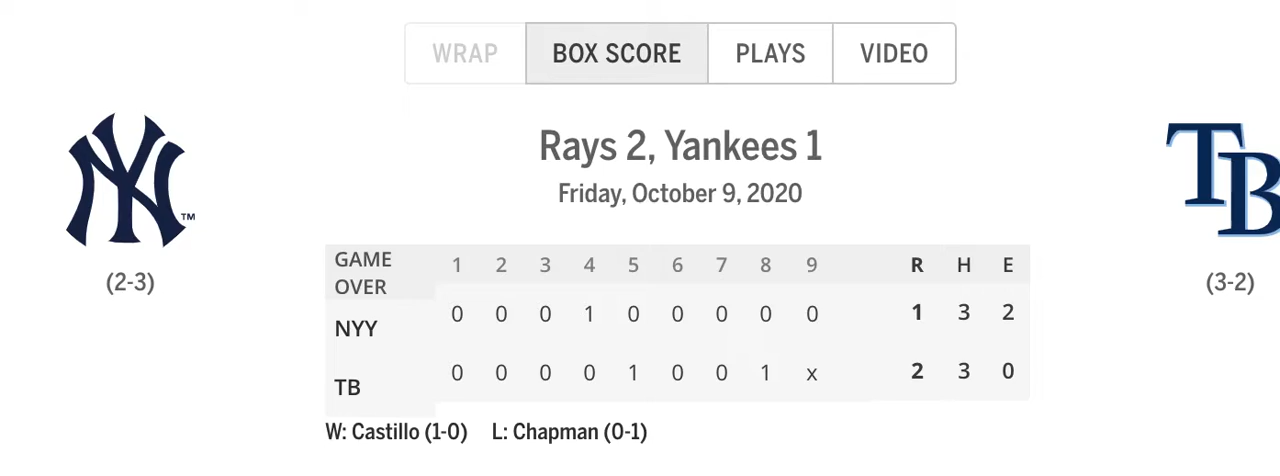 WRAP BOX SCORE PLAYS VIDEO
Rays 2, Yankees 1
Friday, October 9, 2020
NY TM
TB
(2-3)
(3-2)
GAME OVER 1 2 3 4 5 6 7 8 9 R H E
NYY 0 0 0 1 0 0 0 0 0 1 3 2
TB 0 0 0 0 1 0 0 1 x 2 3 0
W: Castillo (1-0) L: Chapman (0-1)